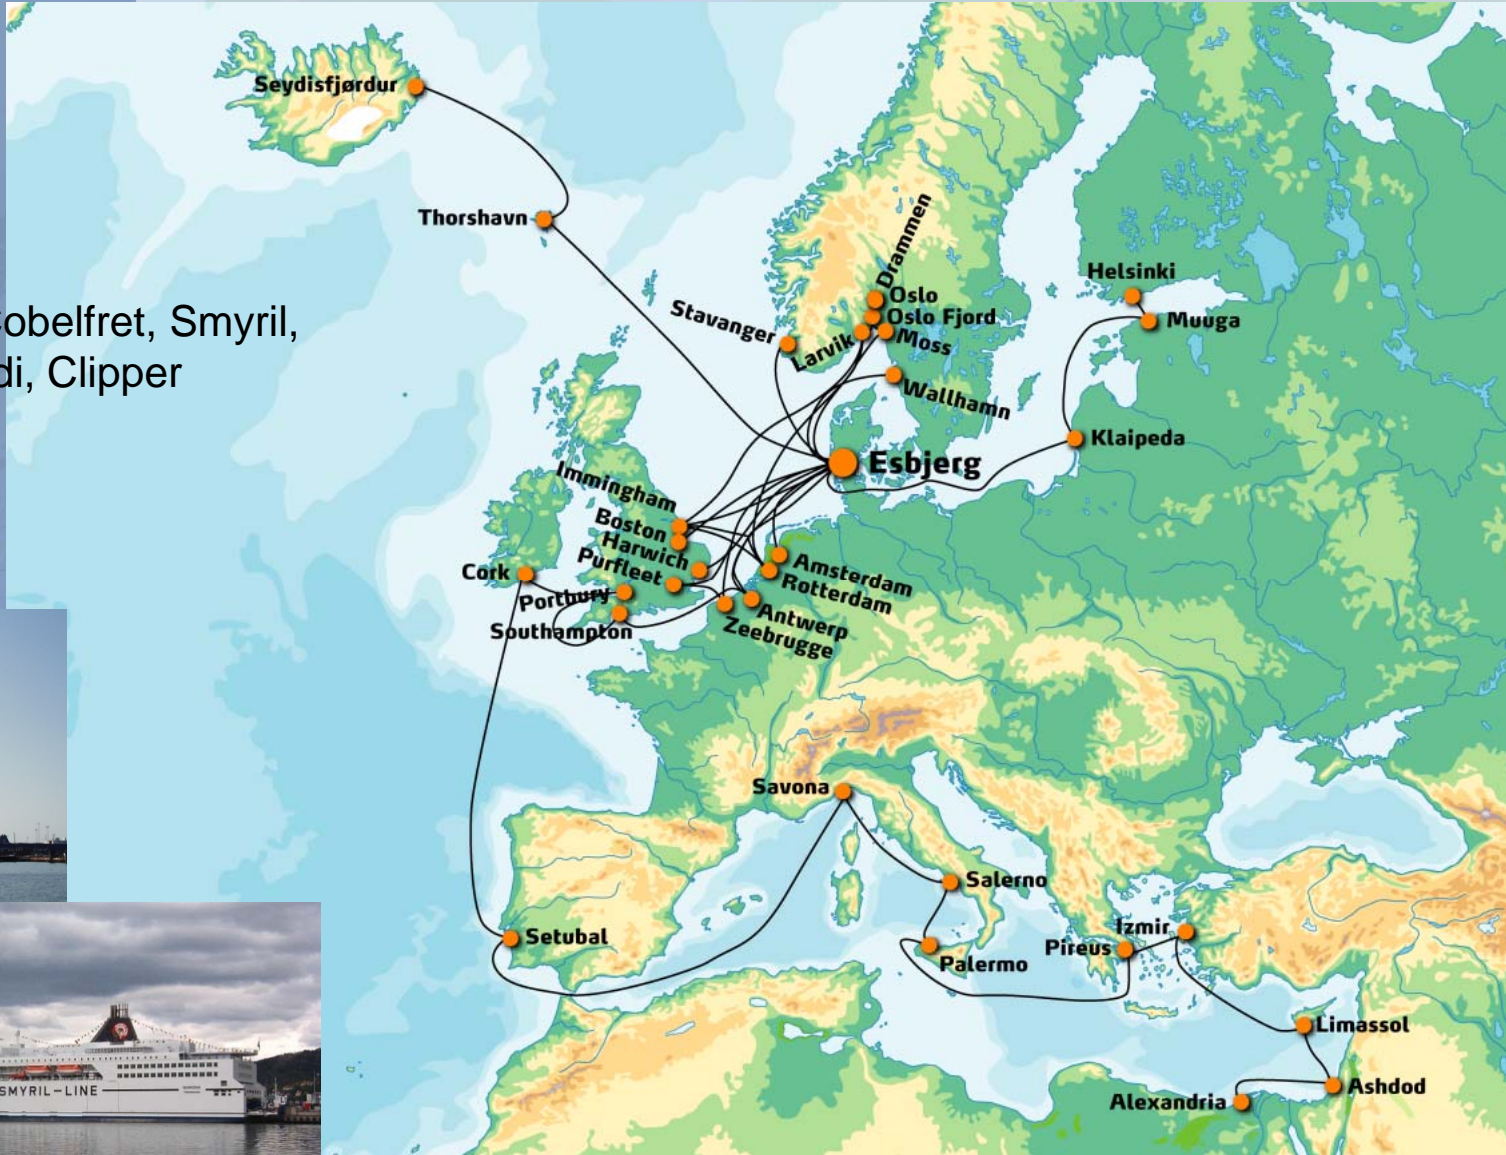 Seydisfjørdur
Thorshavn
Smyril,
Clipper
Drammen
Oslo
Oslo Fjord
Stavanger
Larvik
Moss
Wallhamn
Helsinki
Muuga
Klaipeda
Esbjerg
Immingham
Boston
Harwich
Purfleet
Cork
Portbury
Southampton
Amsterdam
Rotterdam
Antwerp
Zeebrugge
Savona
Salerno
Setubal
Palermo
Izmir
Pireus
Limassol
Ashdod
Alexandria
SMYRIL-LINE